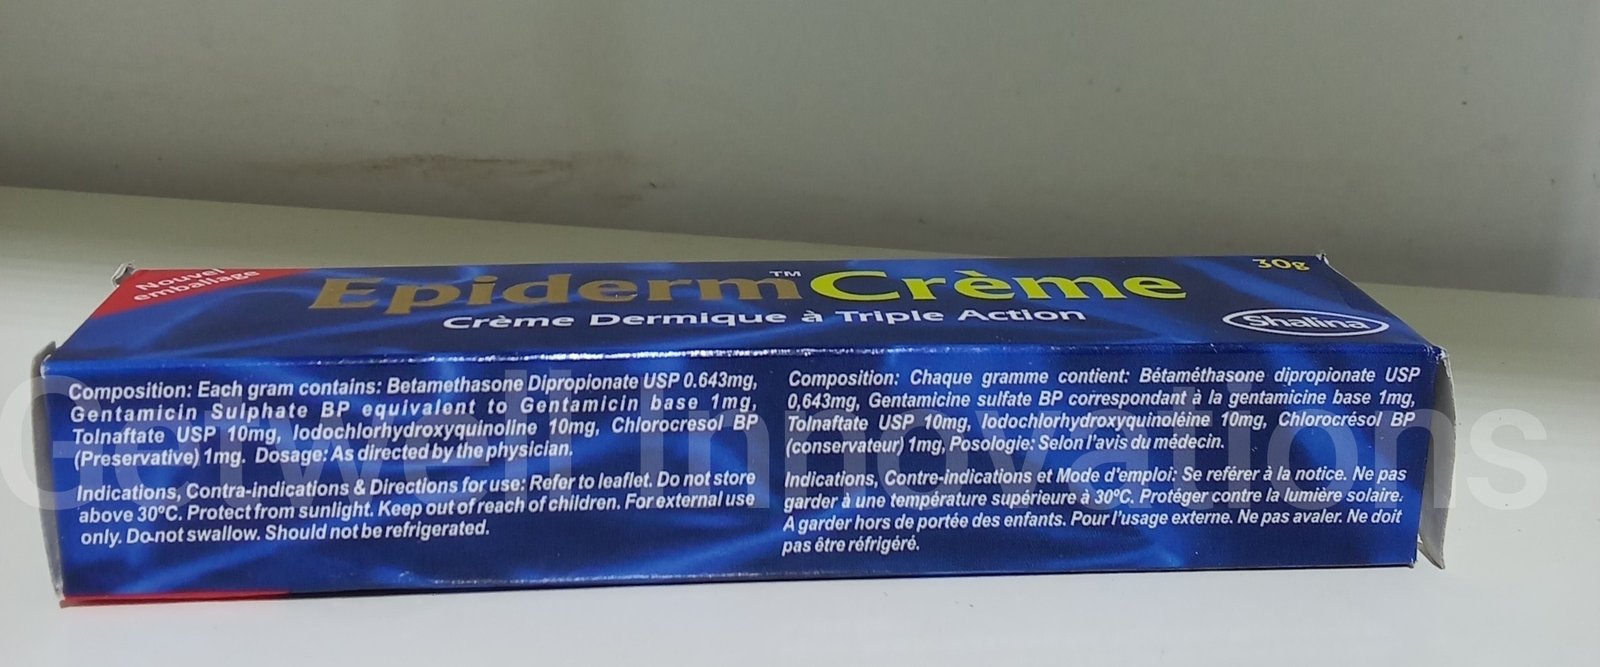 Nouvel
emballage
Epiderm™Crème
30g
Crème Dermique à Triple Action
Shalina
Composition: Each gram contains: Betamethasone Dipropionate USP 0.643mg,
Gentamicin Sulphate BP equivalent to Gentamicin base 1mg,
Tolnaftate USP 10mg, Iodochlorhydroxyquinoline 10mg, Chlorocresol BP
(Preservative) 1mg. Dosage: As directed by the physician.
Indications, Contra-indications & Directions for use: Refer to leaflet. Do not store
above 30ºC. Protect from sunlight. Keep out of reach of children. For external use
only. Do not swallow. Should not be refrigerated.
Composition: Chaque gramme contient: Bétaméthasone dipropionate USP
0,643mg, Gentamicine sulfate BP correspondant à la gentamicine base 1mg,
Tolnaftate USP 10mg, Iodochlorhydroxyquinoléine 10mg, Chlorocrésol BP
(conservateur) 1mg, Posologie: Selon l'avis du médecin.
Indications, Contre-indications et Mode d'emploi: Se referér à la notice. Ne pas
garder à une température supérieure à 30ºC. Protéger contre la lumière solaire.
A garder hors de portée des enfants. Pour l'usage externe. Ne pas avaler. Ne doit
pas être réfrigéré.
Getwell Innovations